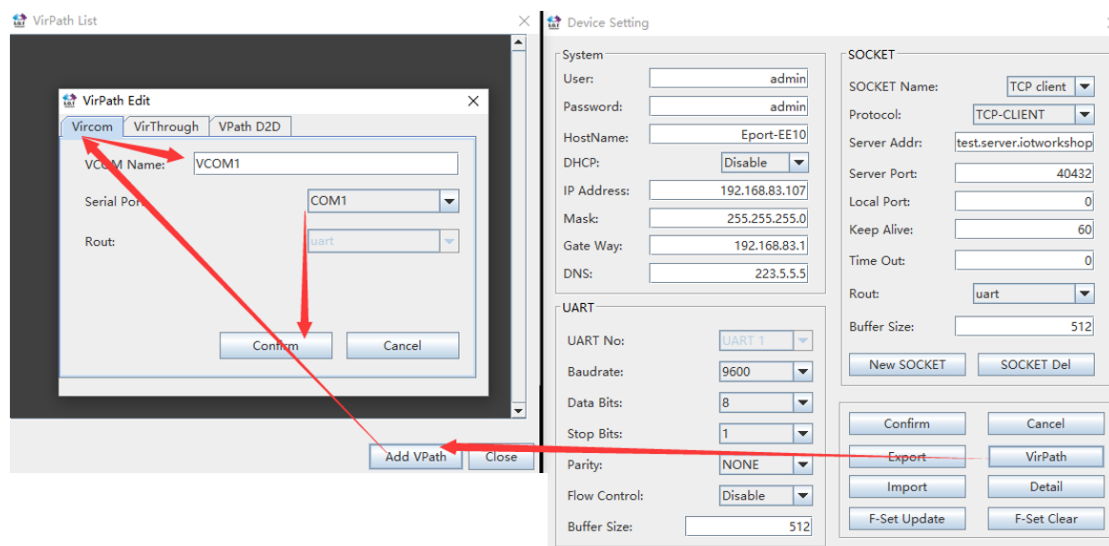 VirPath List
VirPath Edit
Vircom VirThrough VPath D2D
VCOM Name: VCOM1
Serial Port: COM1
Rout: uart
Confirm Cancel
Add VPath Close
Device Setting
System
User: admin
Password: admin
HostName: Eport-EE10
DHCP: Disable
IP Address: 192.168.83.107
Mask: 255.255.255.0
Gate Way: 192.168.83.1
DNS: 223.5.5.5
UART
UART No: UART 1
Baudrate: 9600
Data Bits: 8
Stop Bits: 1
Parity: NONE
Flow Control: Disable
Buffer Size: 512
SOCKET
SOCKET Name: TCP client
Protocol: TCP-CLIENT
Server Addr: test.server.iotworkshop
Server Port: 40432
Local Port: 0
Keep Alive: 60
Time Out: 0
Rout: uart
Buffer Size: 512
New SOCKET SOCKET Del
Confirm Cancel
Export VirPath
Import Detail
F-Set Update F-Set Clear